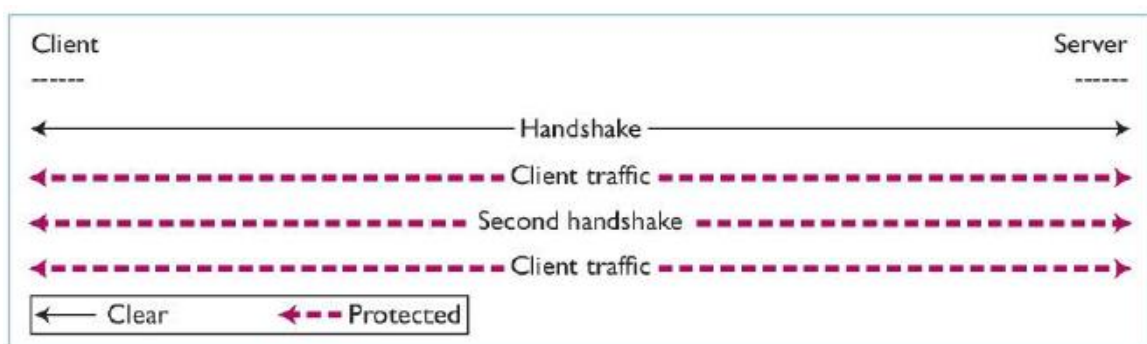 Client Server
------ ------
Handshake
Client traffic
Second handshake
Client traffic
Clear Protected